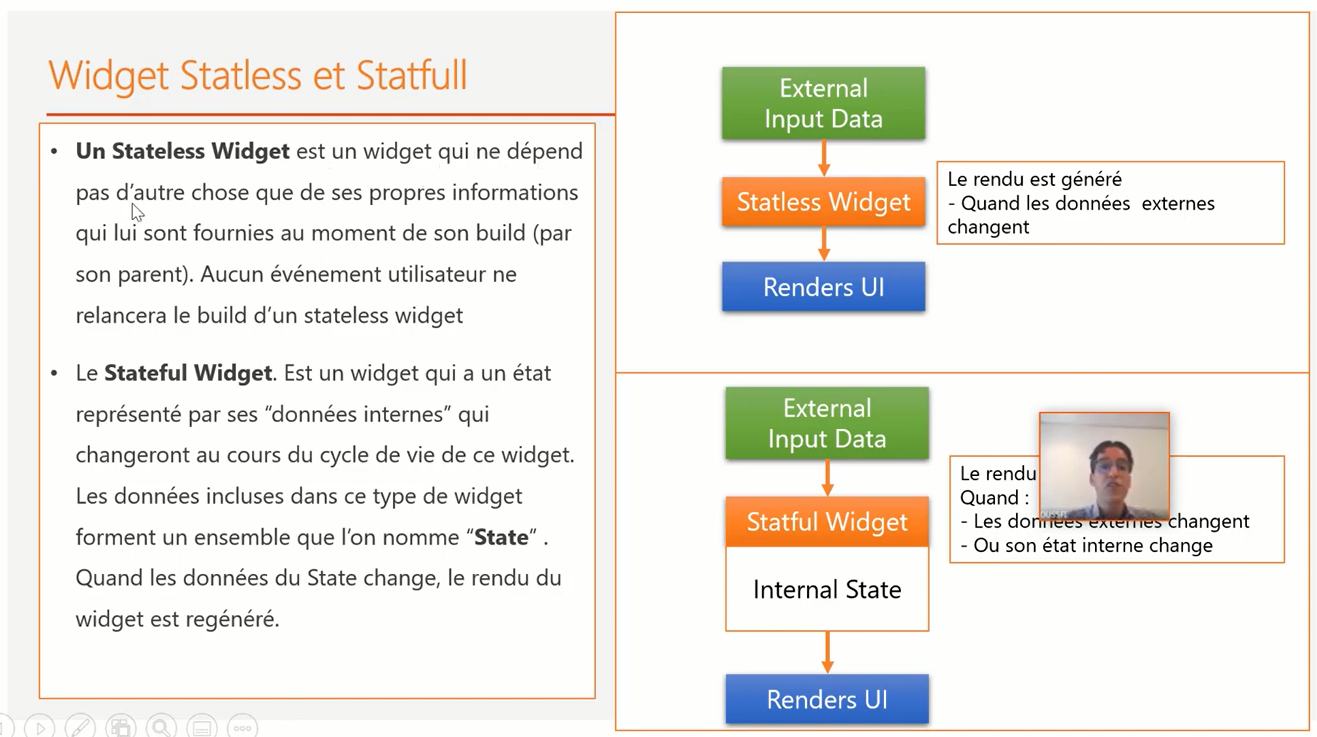 Widget Statless et Statfull
• Un Stateless Widget est un widget qui ne dépend
pas d’autre chose que de ses propres informations
qui lui sont fournies au moment de son build (par
son parent). Aucun événement utilisateur ne
relancera le build d’un stateless widget
• Le Stateful Widget. Est un widget qui a un état
représenté par ses “données internes” qui
changeront au cours du cycle de vie de ce widget.
Les données incluses dans ce type de widget
forment un ensemble que l’on nomme “State” .
Quand les données du State change, le rendu du
widget est regénéré.
External
Input Data
Statless Widget
Renders UI
Le rendu est généré
- Quand les données externes
changent
External
Input Data
Statful Widget
Internal State
Renders UI
Le rendu
Quand :
- Les données externes changent
- Ou son état interne change